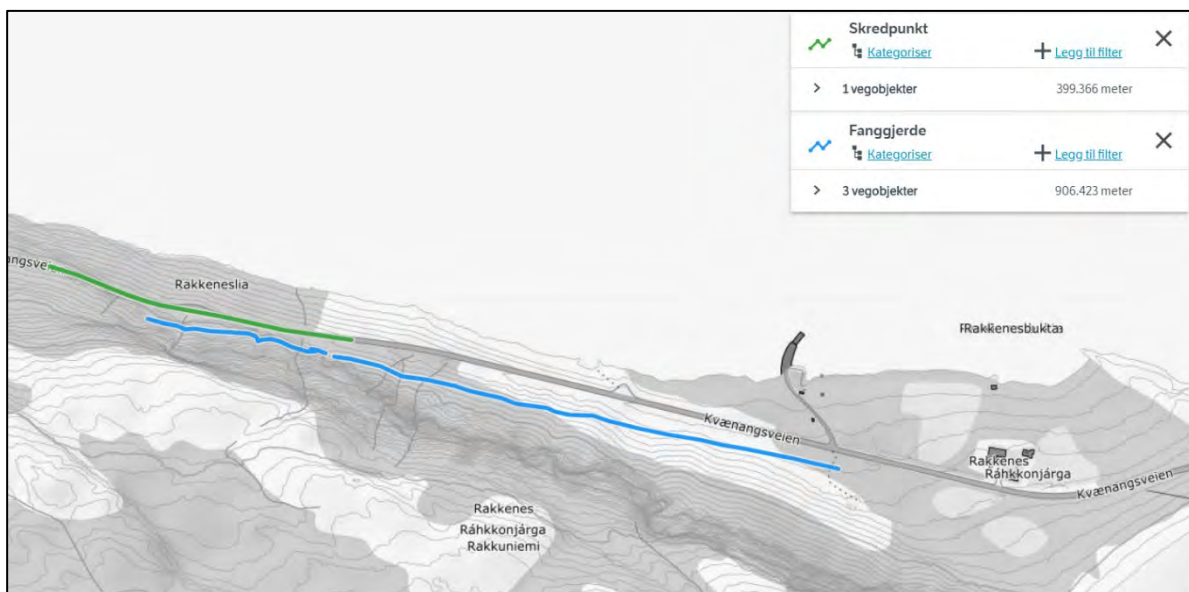 Skredpunkt
Kategoriser
Legg til filter
1 vegobjekter
399.366 meter
Fanggjerde
Kategoriser
Legg til filter
3 vegobjekter
906.423 meter
Rakkeneslia
Kvænangsveien
Rakkenes
Ráhkkonjárga
Kvænangsveien
Rakkenes
Ráhkkonjárga
Rakkuniemi